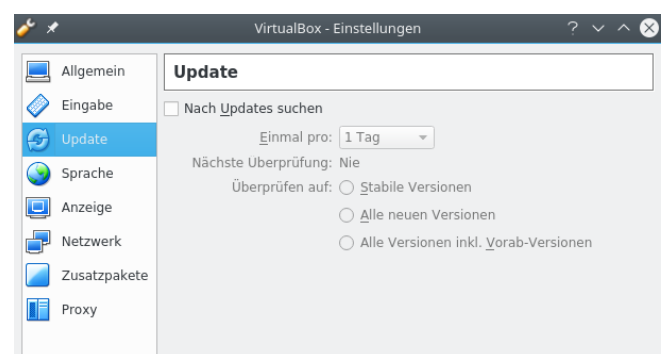 VirtualBox - Einstellungen
Allgemein
Eingabe
Update
Sprache
Anzeige
Netzwerk
Zusatzpakete
Proxy
Update
Nach Updates suchen
Einmal pro: 1 Tag
Nächste Überprüfung: Nie
Überprüfen auf: Stabile Versionen
Alle neuen Versionen
Alle Versionen inkl. Vorab-Versionen